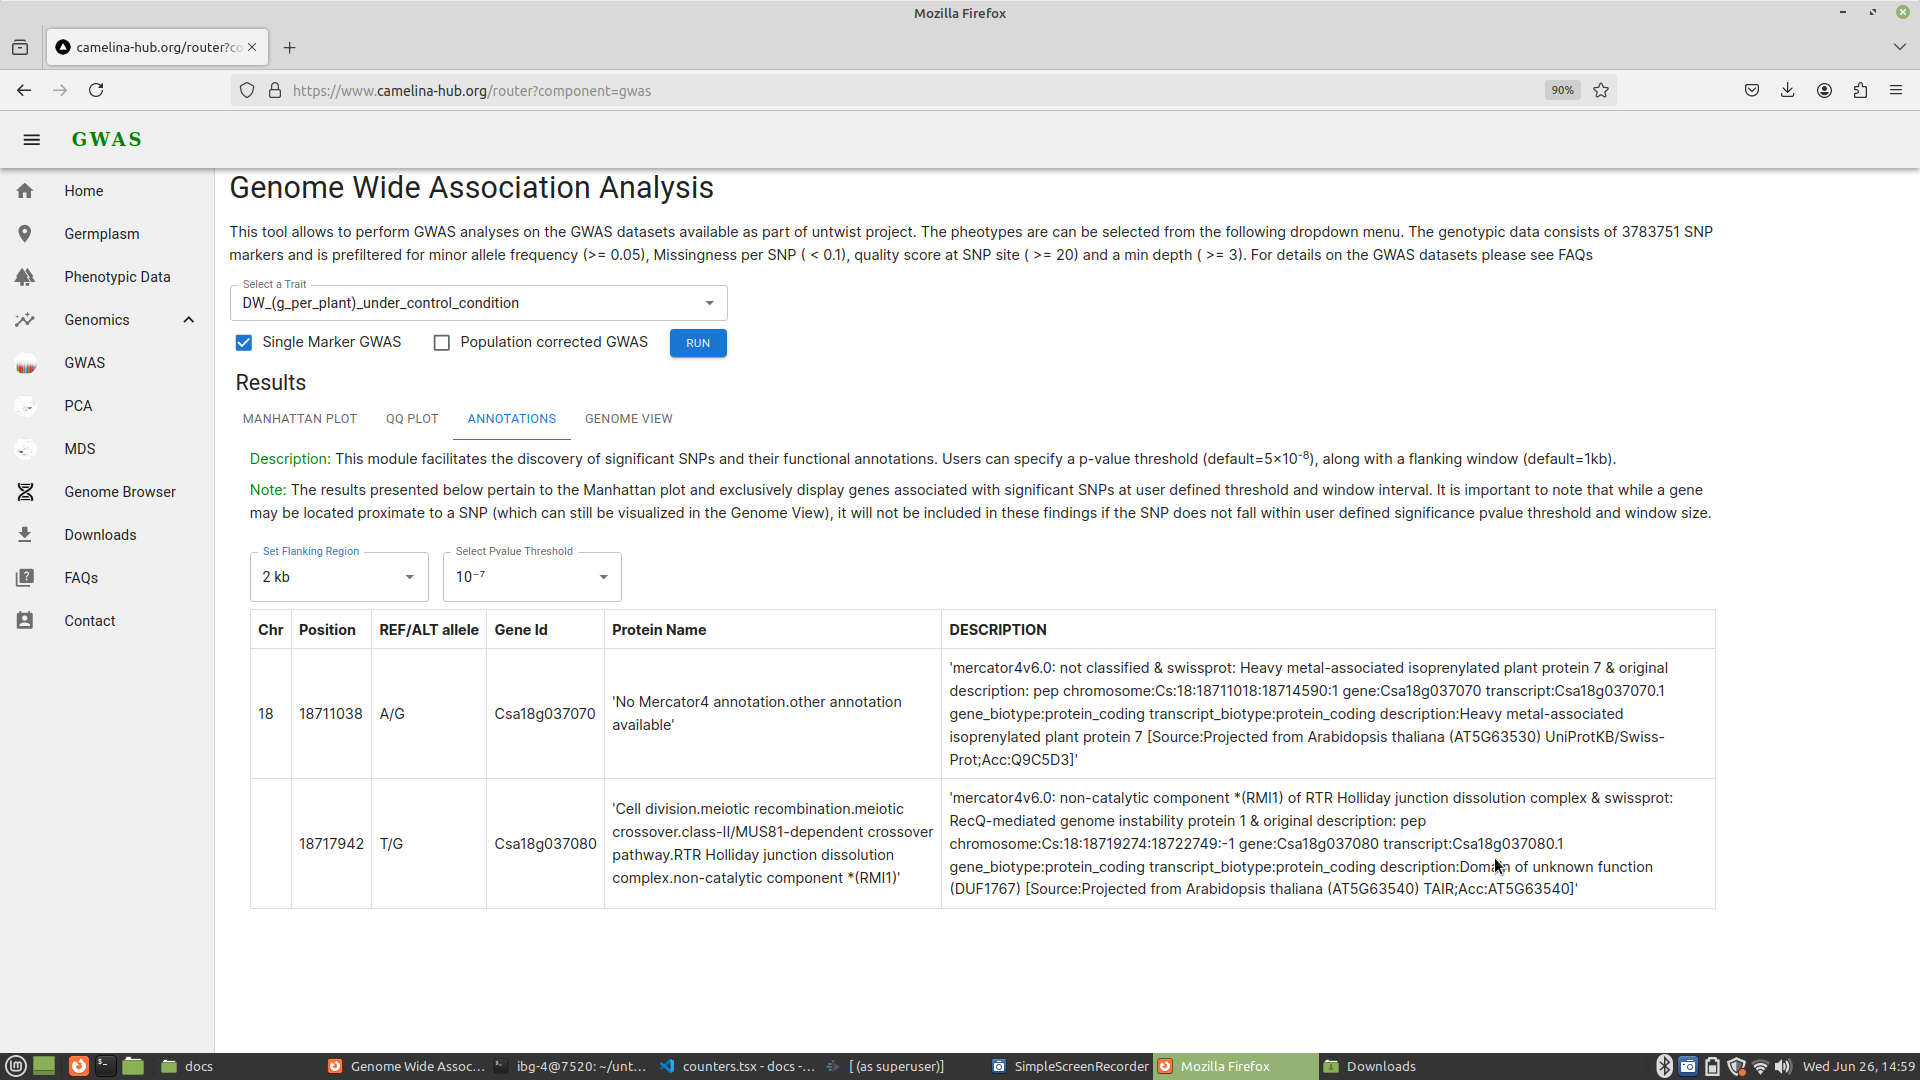 Mozilla Firefox
camelina-hub.org/router?co
https://www.camelina-hub.org/router?component=gwas
90%
GWAS
Home
Germplasm
Phenotypic Data
Genomics
GWAS
PCA
MDS
Genome Browser
Downloads
FAQs
Contact
Genome Wide Association Analysis
This tool allows to perform GWAS analyses on the GWAS datasets available as part of untwist project. The pheotypes are can be selected from the following dropdown menu. The genotypic data consists of 3783751 SNP
markers and is prefiltered for minor allele frequency (>= 0.05), Missingness per SNP ( < 0.1), quality score at SNP site ( >= 20) and a min depth ( >= 3). For details on the GWAS datasets please see FAQs
Select a Trait
DW_(g_per_plant)_under_control_condition
Single Marker GWAS
Population corrected GWAS
RUN
Results
MANHATTAN PLOT
QQ PLOT
ANNOTATIONS
GENOME VIEW
Description: This module facilitates the discovery of significant SNPs and their functional annotations. Users can specify a p-value threshold (default=5×10⁻⁸), along with a flanking window (default=1kb).
Note: The results presented below pertain to the Manhattan plot and exclusively display genes associated with significant SNPs at user defined threshold and window interval. It is important to note that while a gene
may be located proximate to a SNP (which can still be visualized in the Genome View), it will not be included in these findings if the SNP does not fall within user defined significance pvalue threshold and window size.
Set Flanking Region
2 kb
Select Pvalue Threshold
10⁻⁷
Chr
Position
REF/ALT allele
Gene Id
Protein Name
DESCRIPTION
18
18711038
A/G
Csa18g037070
'No Mercator4 annotation.other annotation
available'
'mercator4v6.0: not classified & swissprot: Heavy metal-associated isoprenylated plant protein 7 & original
description: pep chromosome:Cs:18:18711018:18714590:1 gene:Csa18g037070 transcript:Csa18g037070.1
gene_biotype:protein_coding transcript_biotype:protein_coding description:Heavy metal-associated
isoprenylated plant protein 7 [Source:Projected from Arabidopsis thaliana (AT5G63530) UniProtKB/Swiss-
Prot;Acc:Q9C5D3]'
18717942
T/G
Csa18g037080
'Cell division.meiotic recombination.meiotic
crossover.class-II/MUS81-dependent crossover
pathway.RTR Holliday junction dissolution
complex.non-catalytic component *(RMI1)'
'mercator4v6.0: non-catalytic component *(RMI1) of RTR Holliday junction dissolution complex & swissprot:
RecQ-mediated genome instability protein 1 & original description: pep
chromosome:Cs:18:18719274:18722749:-1 gene:Csa18g037080 transcript:Csa18g037080.1
gene_biotype:protein_coding transcript_biotype:protein_coding description:Domain of unknown function
(DUF1767) [Source:Projected from Arabidopsis thaliana (AT5G63540) TAIR;Acc:AT5G63540]'
docs
Genome Wide Assoc...
ibg-4@7520: ~/unt...
counters.tsx - docs -...
[ (as superuser)]
SimpleScreenRecorder
Mozilla Firefox
Downloads
Wed Jun 26, 14:59